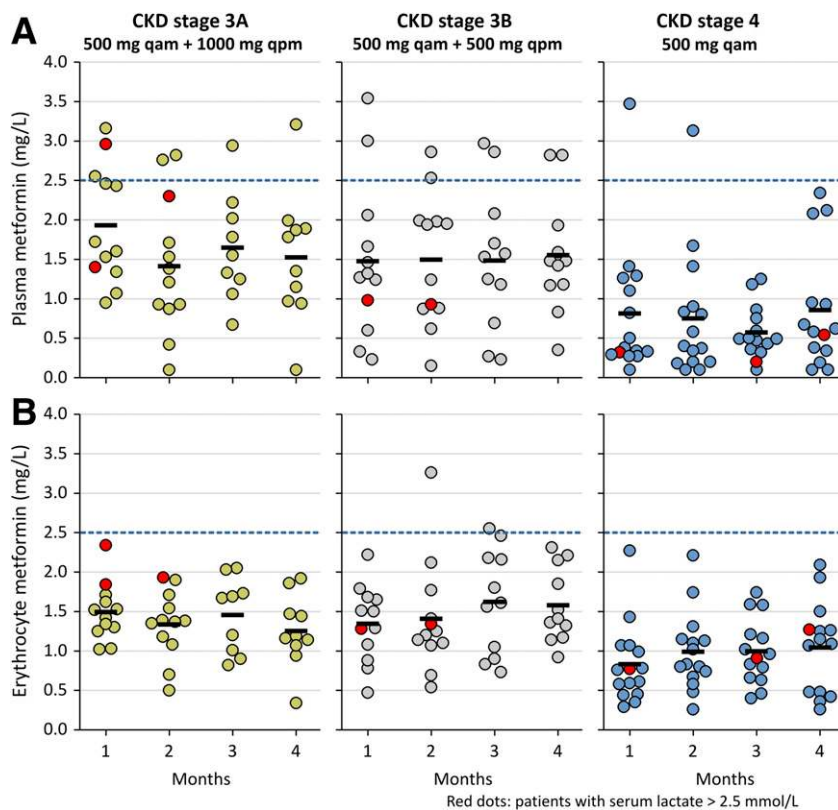 A
CKD stage 3A
500 mg qam + 1000 mg qpm
CKD stage 3B
500 mg qam + 500 mg qpm
CKD stage 4
500 mg qam
Plasma metformin (mg/L)
4.0
3.5
3.0
2.5
2.0
1.5
1.0
0.5
0.0
B
Erythrocyte metformin (mg/L)
4.0
3.5
3.0
2.5
2.0
1.5
1.0
0.5
0.0
1 2 3 4
1 2 3 4
1 2 3 4
Months
Months
Months
Red dots: patients with serum lactate > 2.5 mmol/L